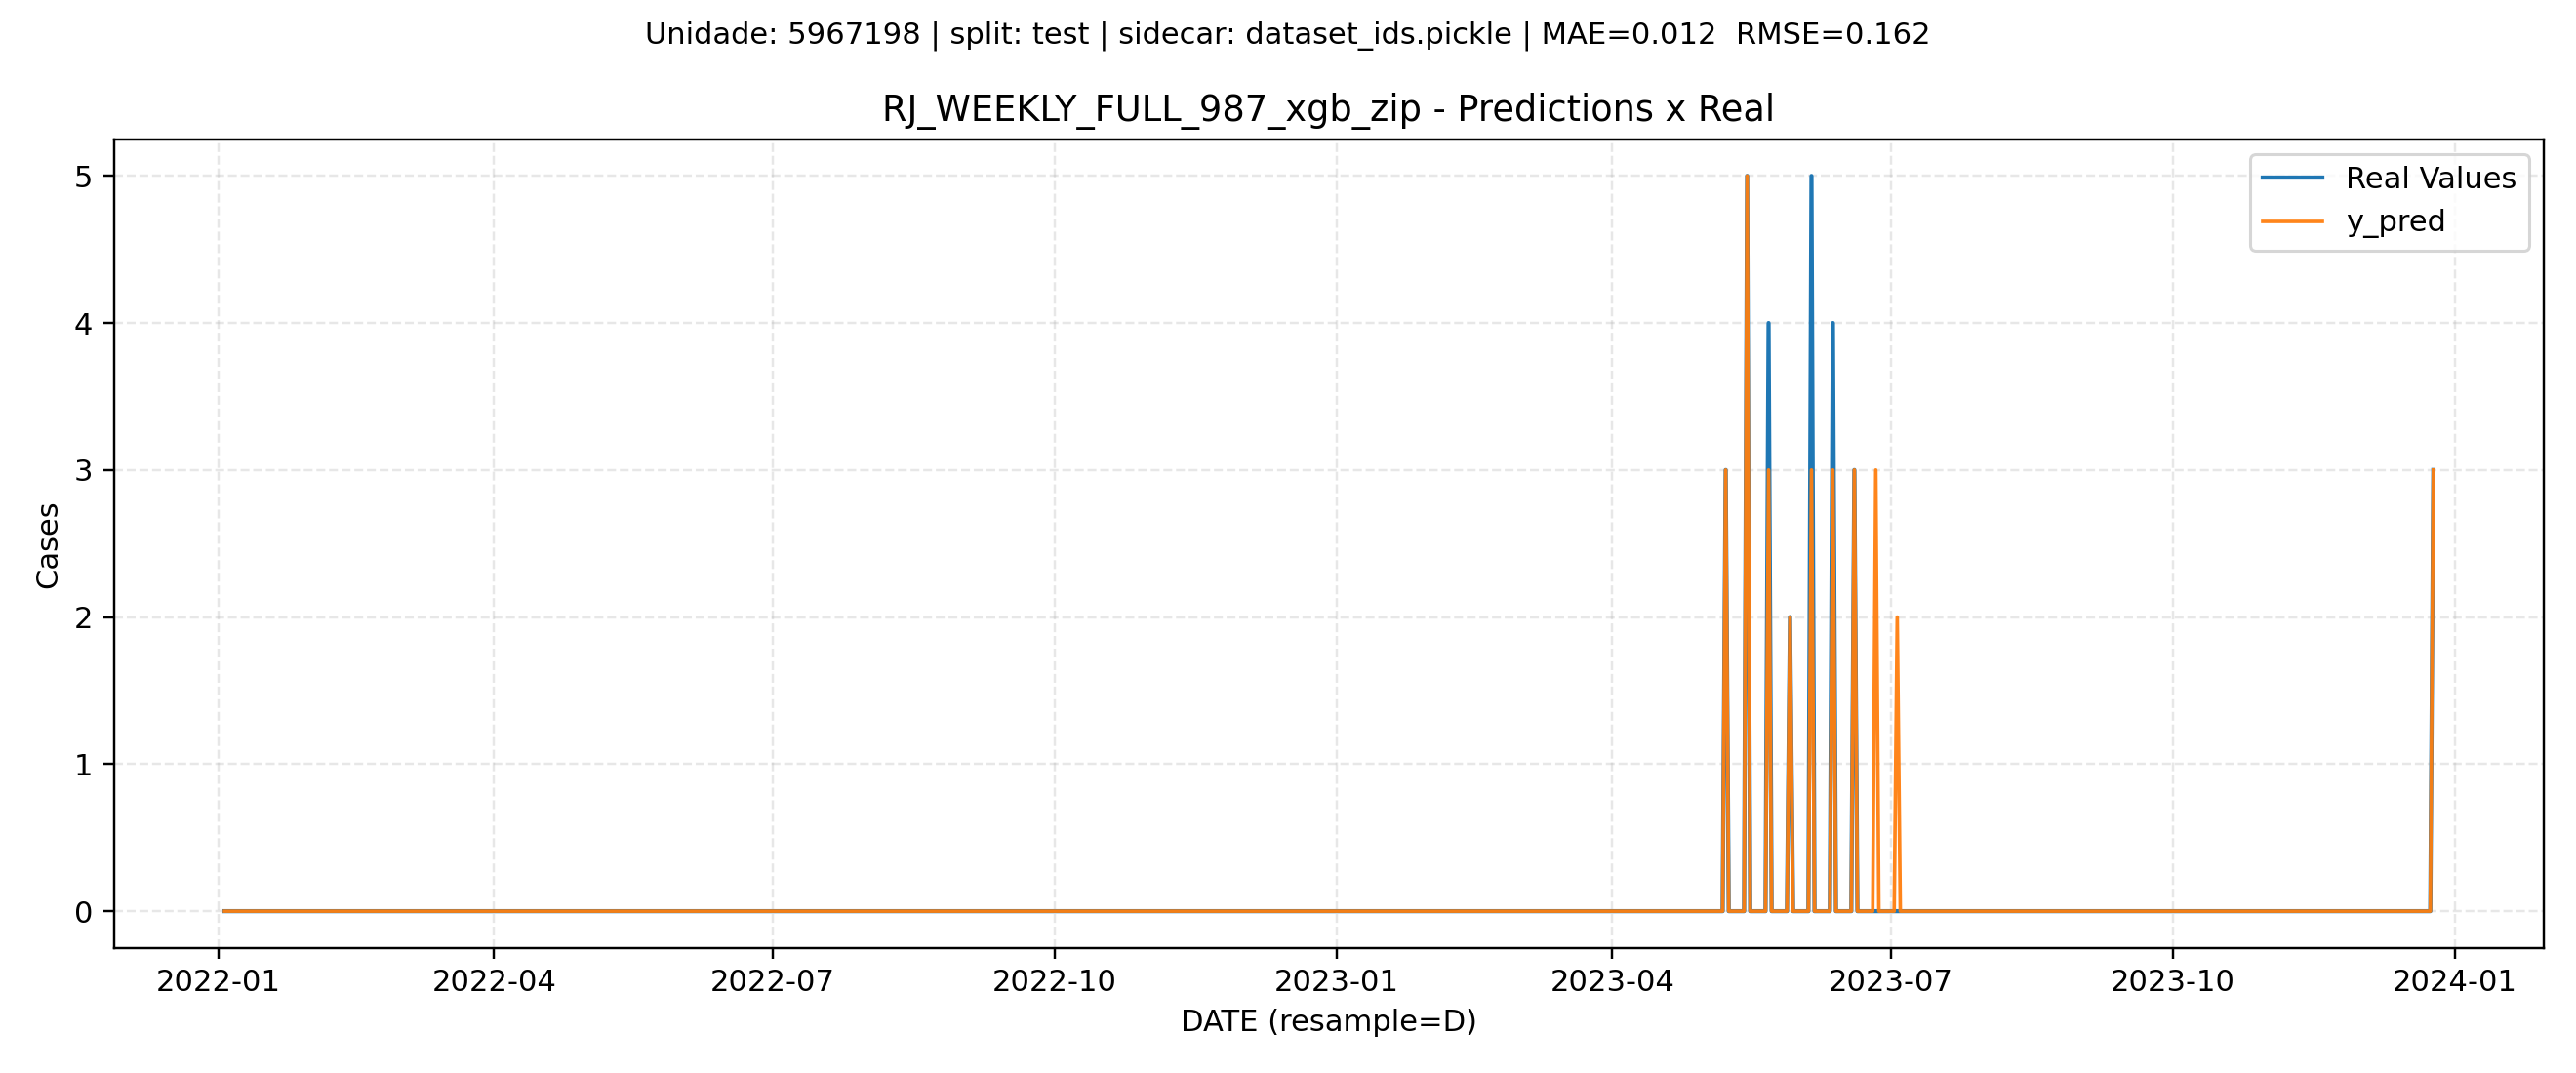 Unidade: 5967198 | split: test | sidecar: dataset_ids.pickle | MAE=0.012  RMSE=0.162
RJ_WEEKLY_FULL_987_xgb_zip - Predictions x Real
Real Values
y_pred
Cases
5
4
3
2
1
0
2022-01
2022-04
2022-07
2022-10
2023-01
2023-04
2023-07
2023-10
2024-01
DATE (resample=D)